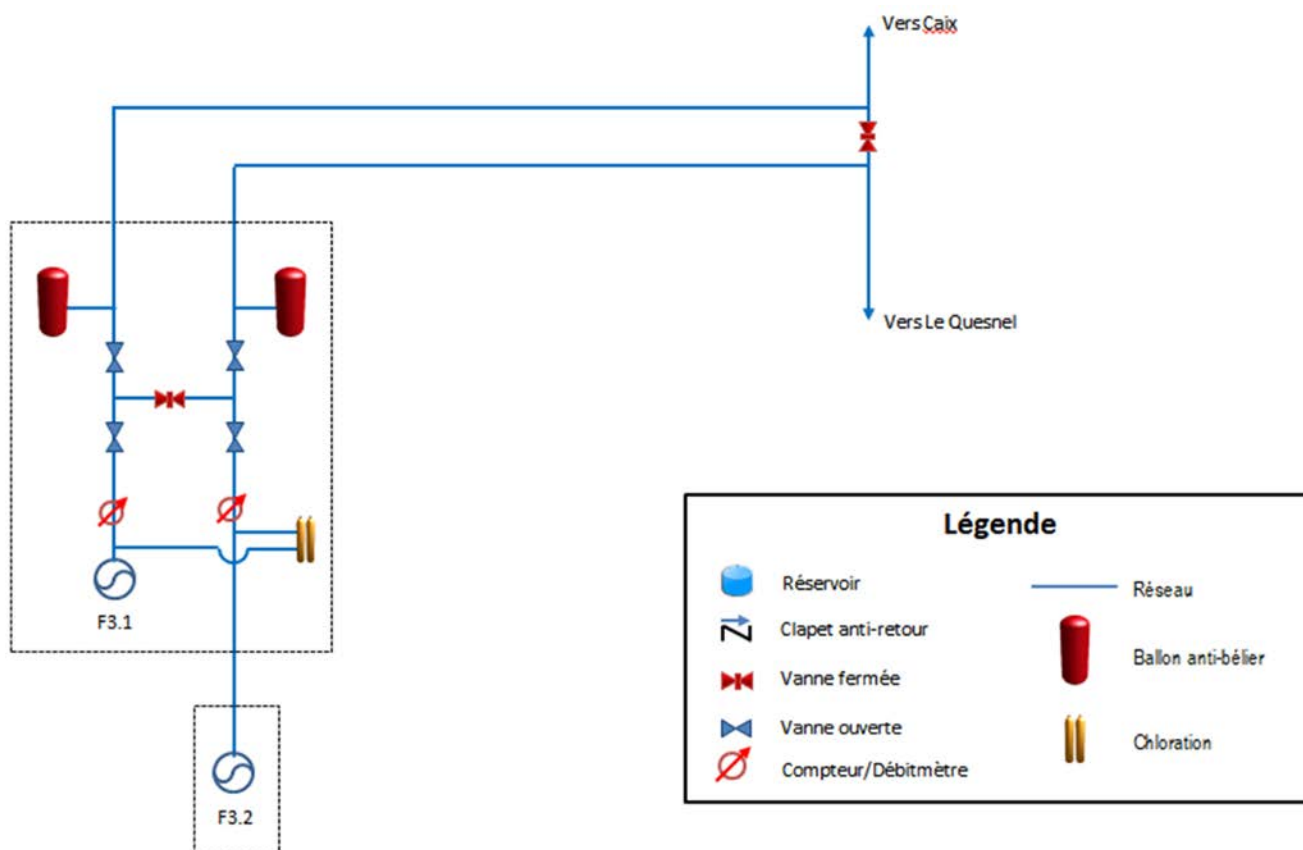 Vers Caix
Vers Le Quesnel
F3.1
F3.2
Légende
Réservoir
Clapet anti-retour
Vanne fermée
Vanne ouverte
Compteur/Débitmètre
Réseau
Ballon anti-bélier
Chloration